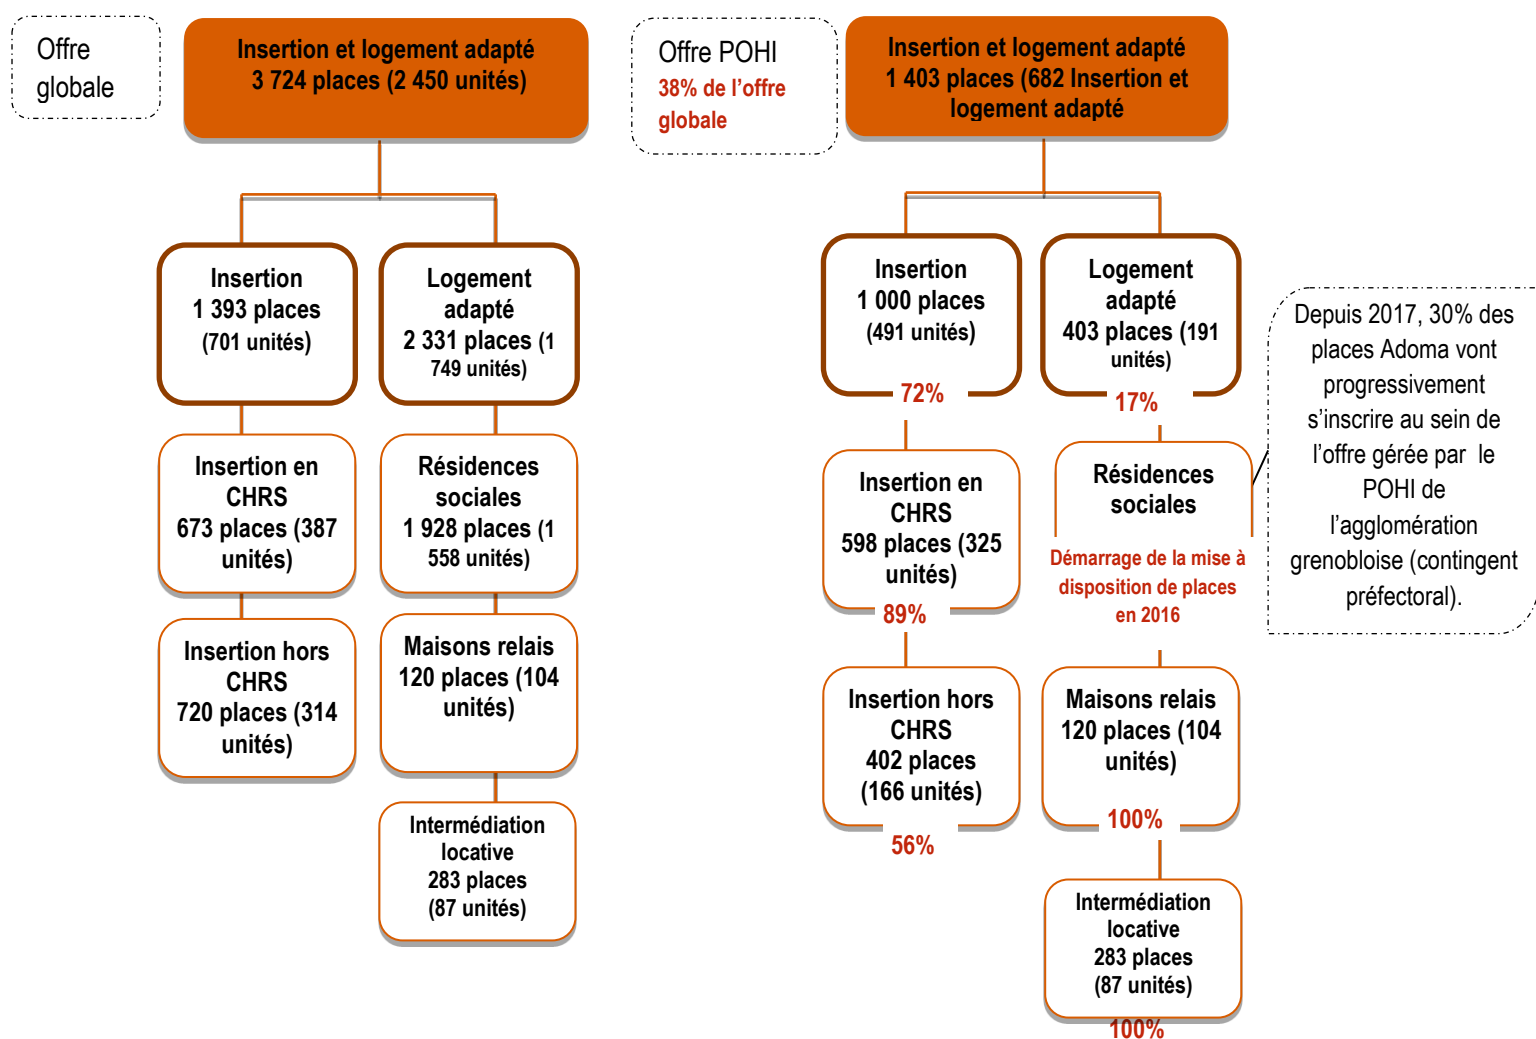 Offre
globale
Insertion et logement adapté
3 724 places (2 450 unités)
Insertion
1 393 places
(701 unités)
Logement
adapté
2 331 places (1
749 unités)
Insertion en
CHRS
673 places (387
unités)
Résidences
sociales
1 928 places (1
558 unités)
Insertion hors
CHRS
720 places (314
unités)
Maisons relais
120 places (104
unités)
Intermédiation
locative
283 places
(87 unités)
Offre POHI
38% de l’offre
globale
Insertion et logement adapté
1 403 places (682 Insertion et
logement adapté
Insertion
1 000 places
(491 unités)
72%
Logement
adapté
403 places (191
unités)
17%
Insertion en
CHRS
598 places (325
unités)
89%
Résidences
sociales
Démarrage de la mise à
disposition de places
en 2016
Insertion hors
CHRS
402 places
(166 unités)
56%
Maisons relais
120 places (104
unités)
100%
Intermédiation
locative
283 places
(87 unités)
100%
Depuis 2017, 30% des
places Adoma vont
progressivement
s’inscrire au sein de
l’offre gérée par  le
POHI de
l’agglomération
grenobloise (contingent
préfectoral).